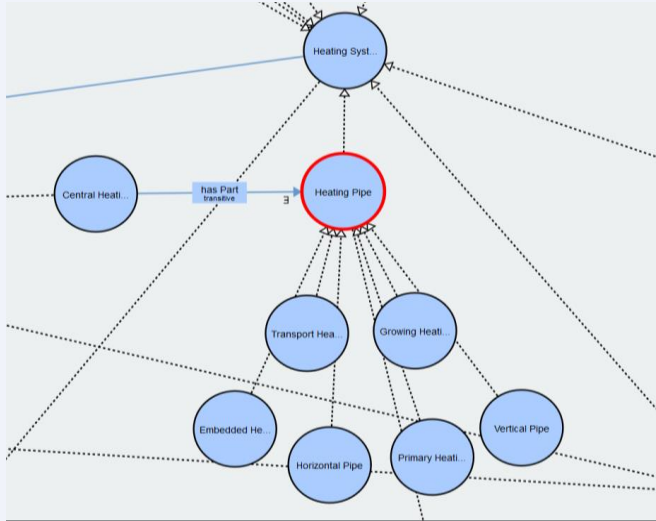 Heating Syst...
Central Heati...
has Part
transitive
∃
Heating Pipe
Transport Hea...
Growing Heati...
Embedded He...
Horizontal Pipe
Primary Heati...
Vertical Pipe